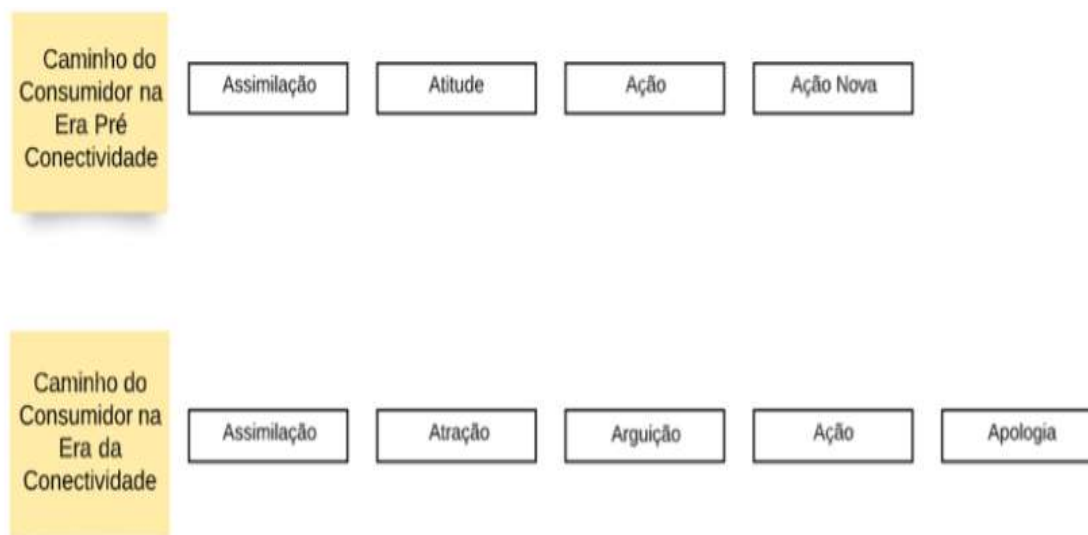 Caminho do
Consumidor na
Era Pré
Conectividade
Assimilação
Atitude
Ação
Ação Nova
Caminho do
Consumidor na
Era da
Conectividade
Assimilação
Atração
Arguição
Ação
Apologia